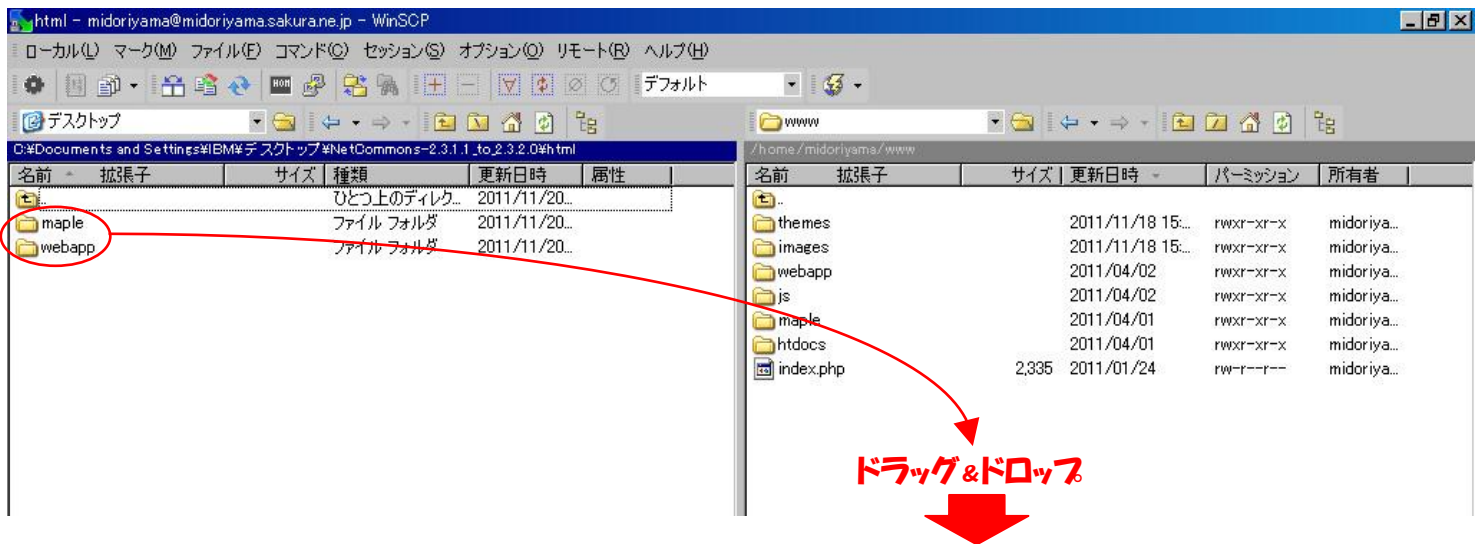 html - midoriyama@midoriyama.sakura.ne.jp - WinSCP
ローカル(L) マーク(M) ファイル(F) コマンド(C) セッション(S) オプション(O) リモート(R) ヘルプ(H)
デフォルト
デスクトップ
www
C:¥Documents and Settings¥IBM¥デスクトップ¥NetCommons-2.3.1.1_to_2.3.2.0¥html
/home/midoriyama/www
名前 拡張子 サイズ 種類 更新日時 属性
名前 拡張子 サイズ 更新日時 パーミッション 所有者
.. ひとつ上のディレク... 2011/11/20...
..
maple ファイル フォルダ 2011/11/20...
themes 2011/11/18 15:... rwxr-xr-x midoriya...
webapp ファイル フォルダ 2011/11/20...
images 2011/11/18 15:... rwxr-xr-x midoriya...
webapp 2011/04/02 rwxr-xr-x midoriya...
js 2011/04/02 rwxr-xr-x midoriya...
maple 2011/04/01 rwxr-xr-x midoriya...
htdocs 2011/04/01 rwxr-xr-x midoriya...
index.php 2,335 2011/01/24 rw-r--r-- midoriya...
ドラッグ&ドロップ